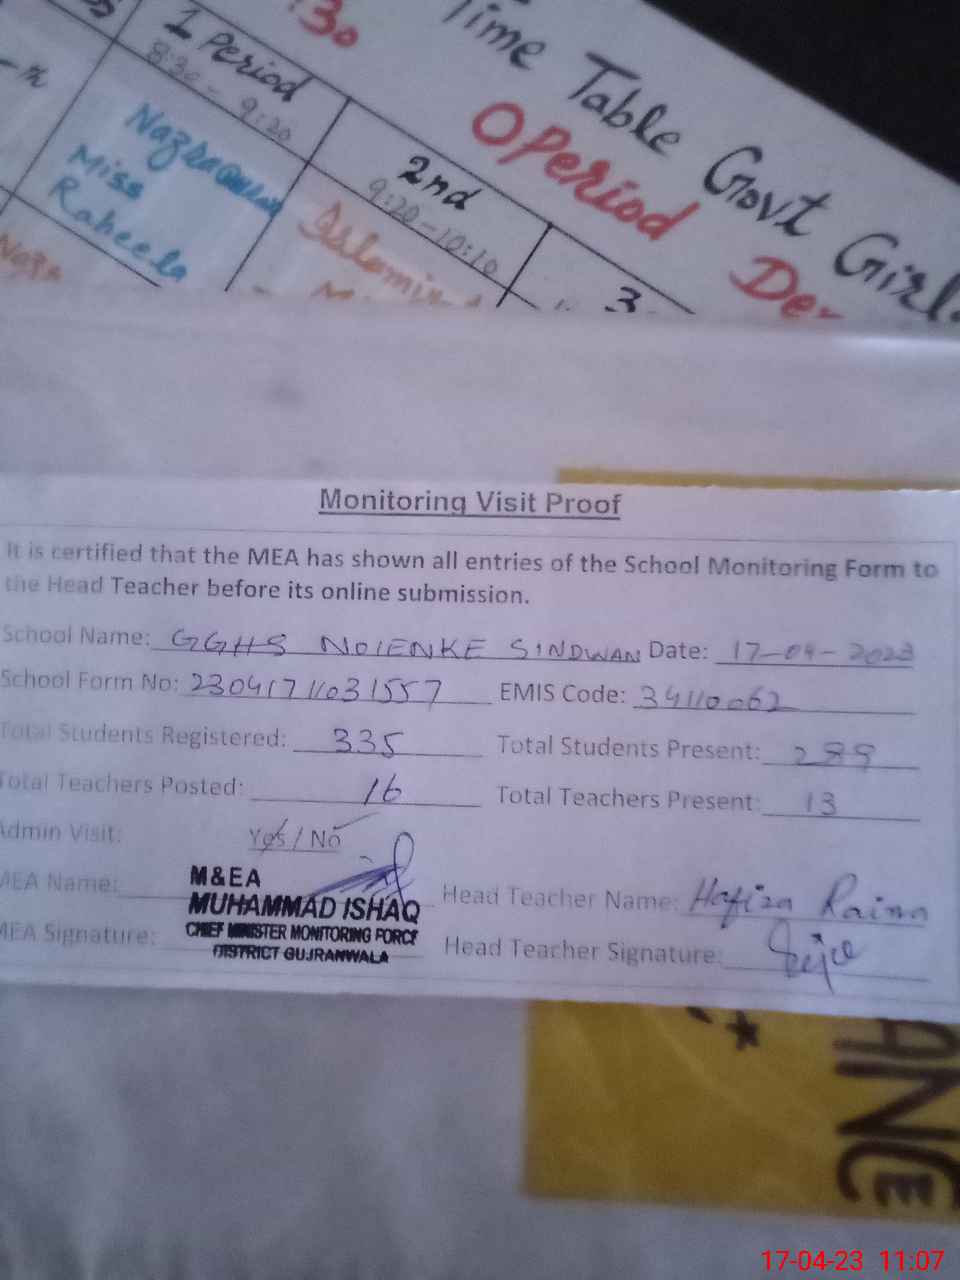 :30
Time Table Govt Girl
0Period
1 Period
8:30 - 9:20
2nd
9:20-10:10
3
Nazra
Miss
Raheela
Monitoring Visit Proof
It is certified that the MEA has shown all entries of the School Monitoring Form to
the Head Teacher before its online submission.
School Name: GGHS NOIENKE SINDWAN Date: 17-04-2023
School Form No: 23041711031557 EMIS Code: 34110062
Total Students Registered: 335 Total Students Present: 289
Total Teachers Posted: 16 Total Teachers Present: 13
Admin Visit: Yes / No
MEA Name: M&EA Head Teacher Name: Hafiza Raima
MUHAMMAD ISHAQ
CHIEF MINISTER MONITORING FORCE
MEA Signature: DISTRICT GUJRANWALA Head Teacher Signature:
ANCE
17-04-23 11:07